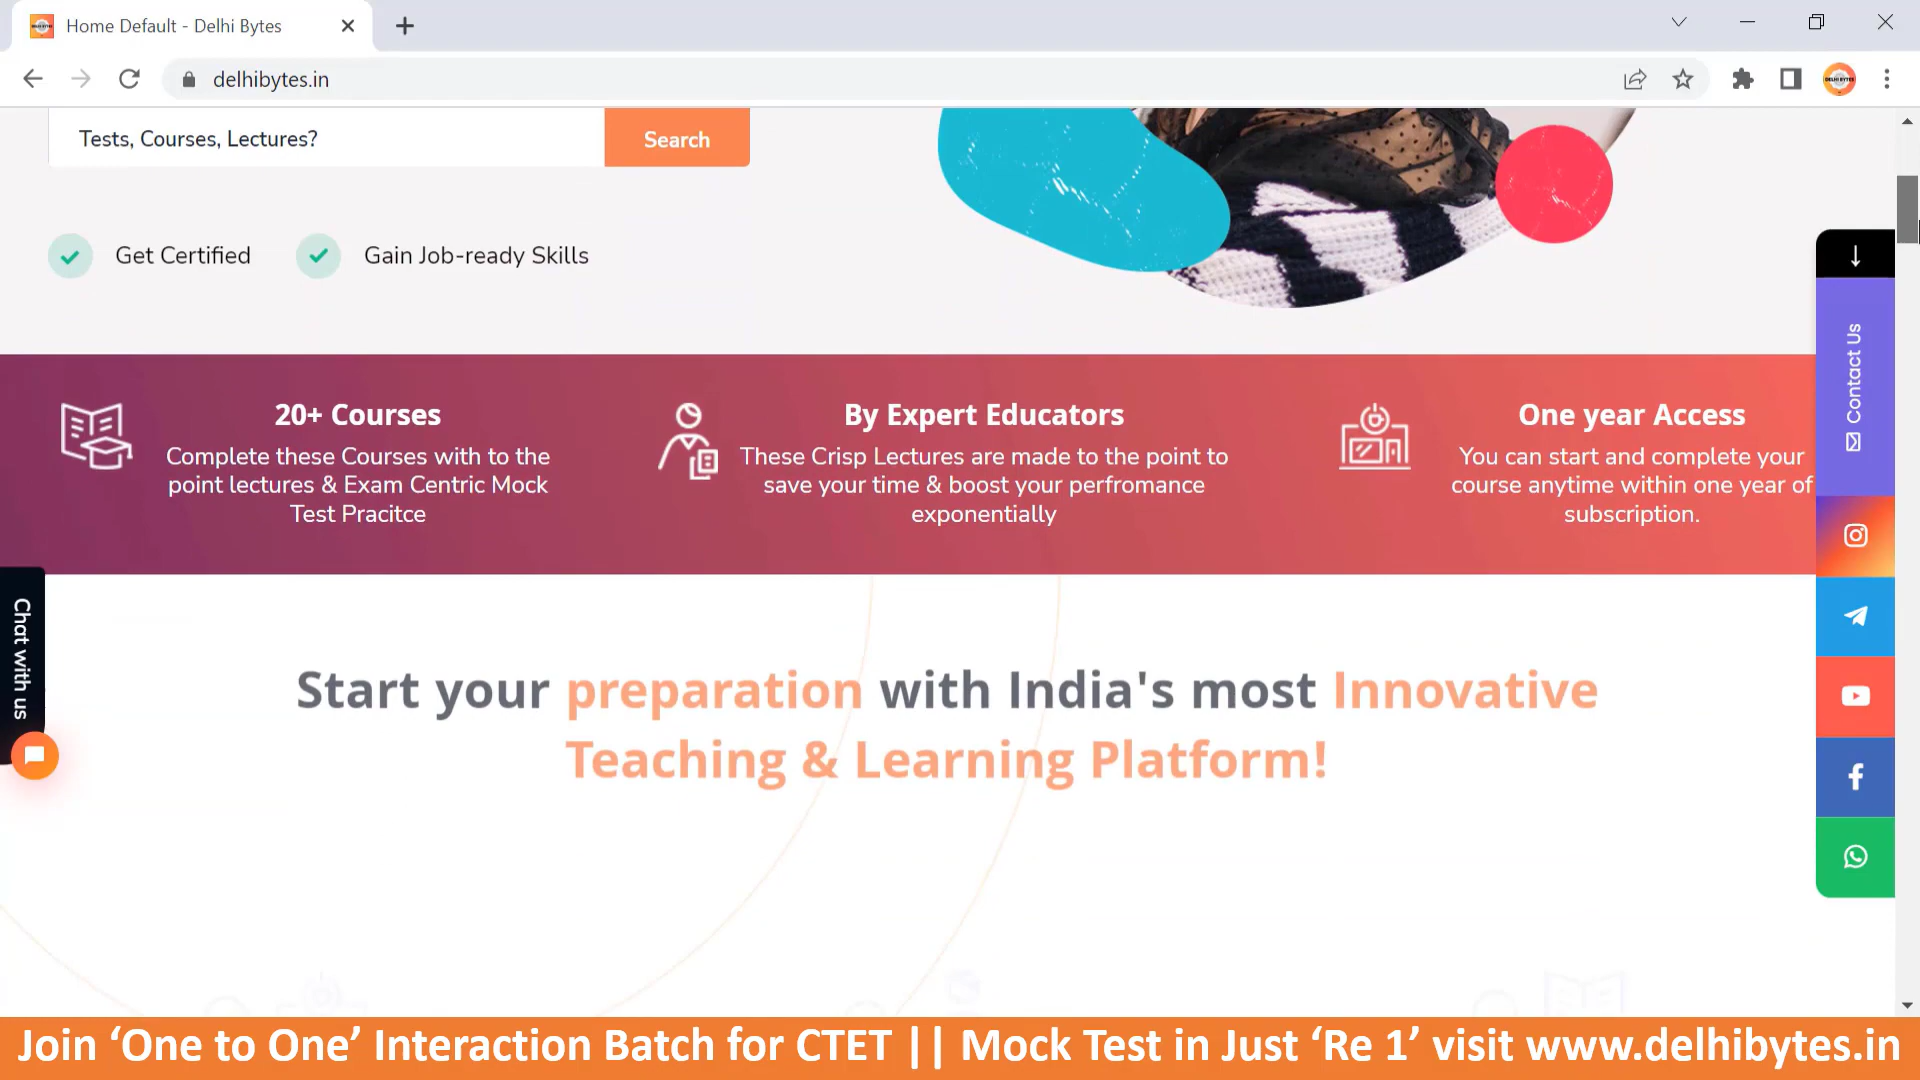 Home Default - Delhi Bytes
delhibytes.in
Tests, Courses, Lectures?
Search
Get Certified
Gain Job-ready Skills
20+ Courses
Complete these Courses with to the
point lectures & Exam Centric Mock
Test Pracitce
By Expert Educators
These Crisp Lectures are made to the point to
save your time & boost your perfromance
exponentially
One year Access
You can start and complete your
course anytime within one year of
subscription.
Contact Us
Chat with us
Start your preparation with India's most Innovative
Teaching & Learning Platform!
Join ‘One to One’ Interaction Batch for CTET || Mock Test in Just ‘Re 1’ visit www.delhibytes.in